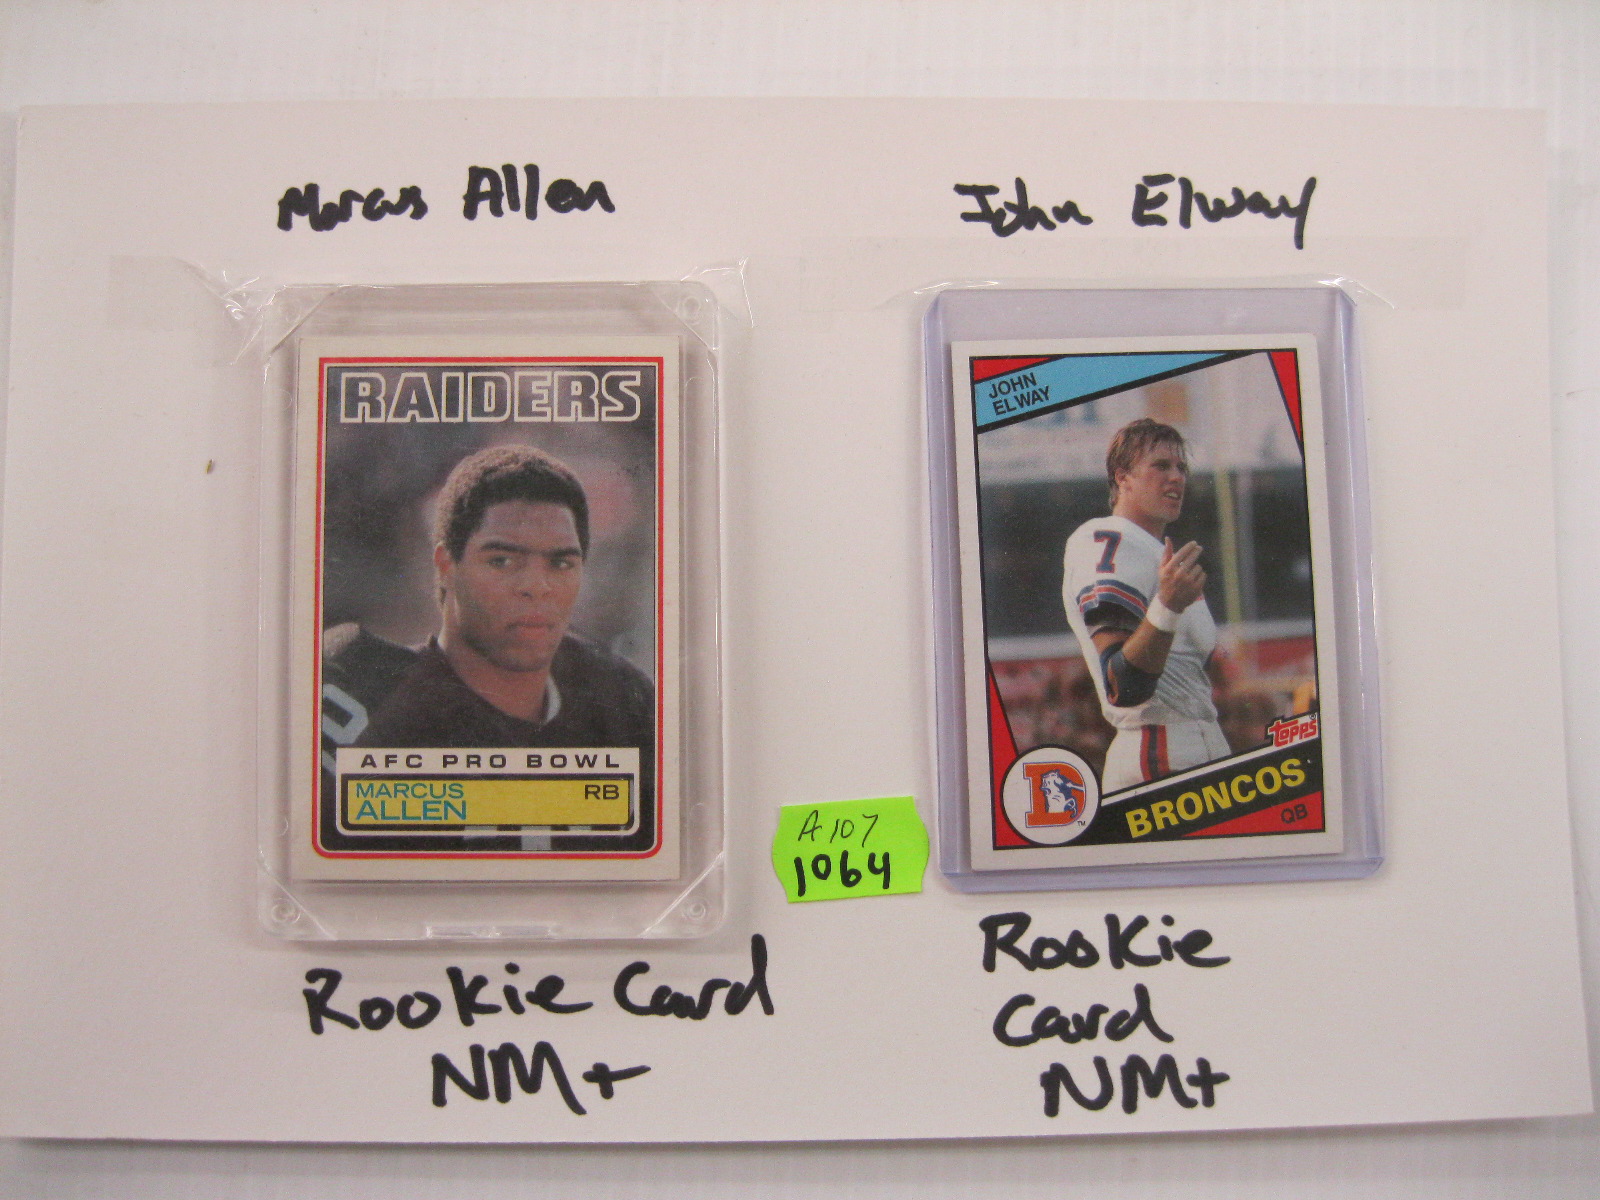 Marcus Allen
John Elway
RAIDERS
AFC PRO BOWL
MARCUS
ALLEN
RB
JOHN
ELWAY
7
TOPPS
D
TM
BRONCOS
QB
A107
1064
Rookie Card
NM+
Rookie
Card
NM+